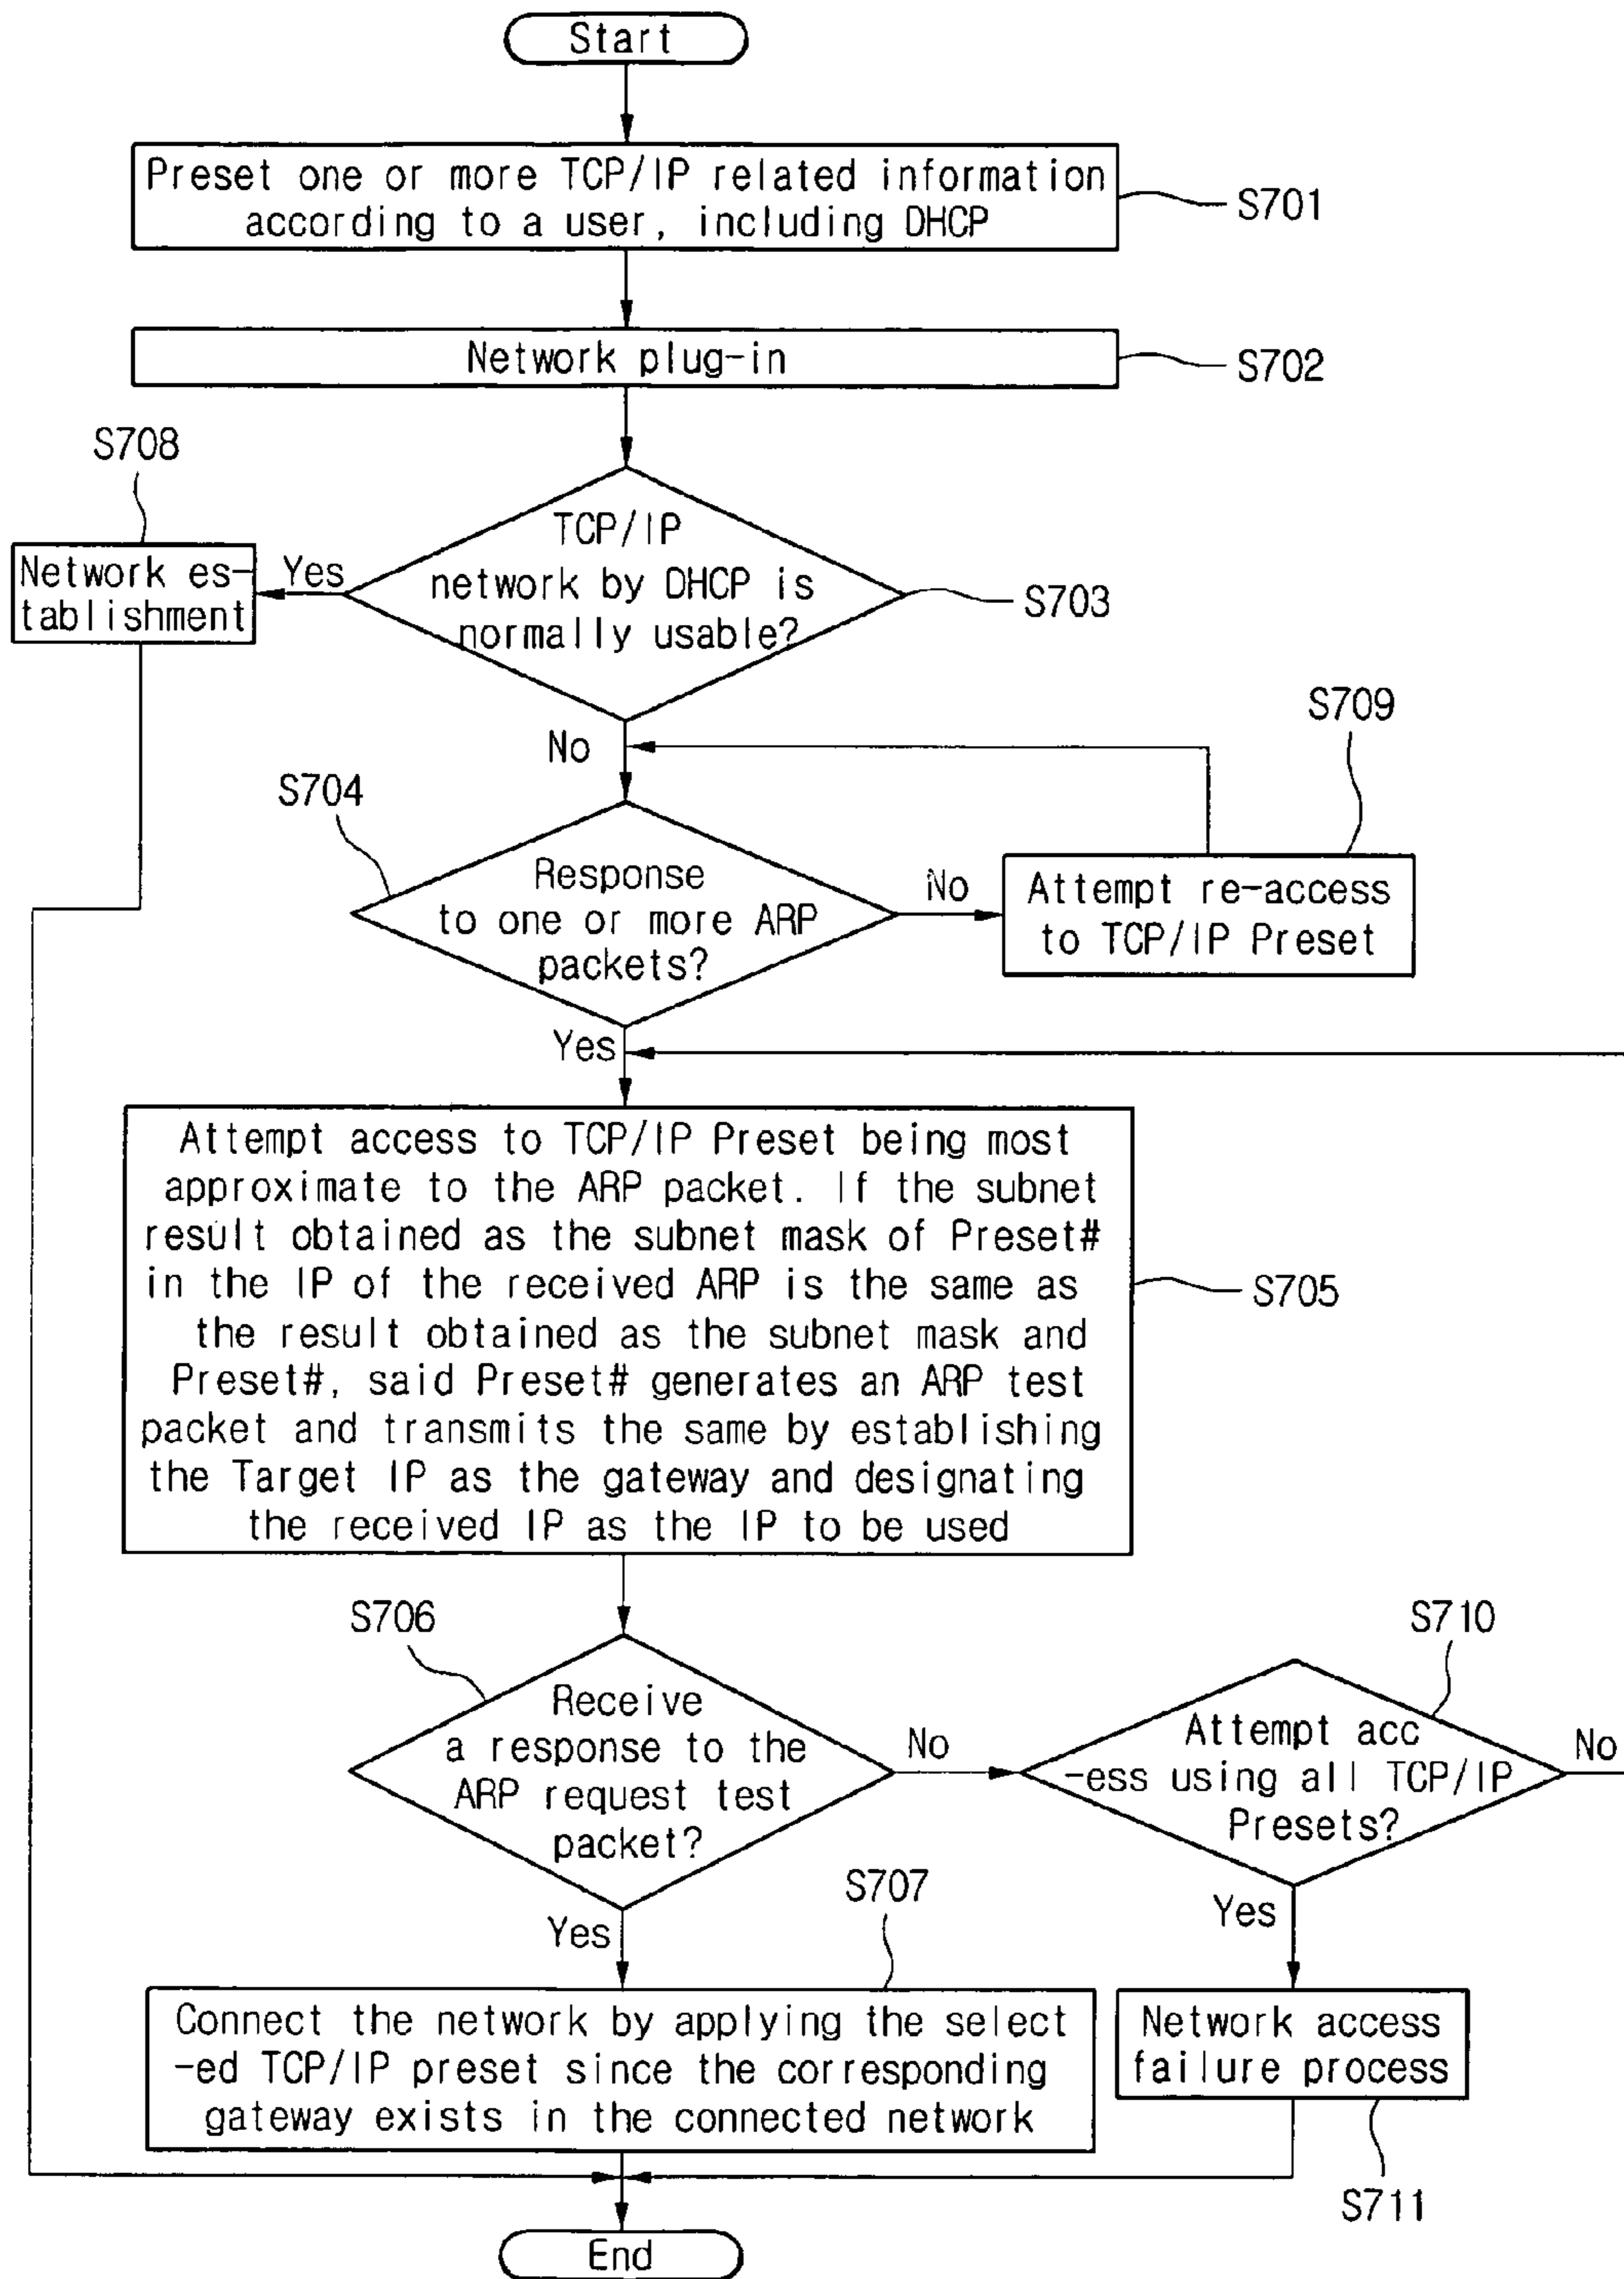 Start
Preset one or more TCP/IP related information
according to a user, including DHCP
S701
Network plug-in
S702
S708
Network es-
tablishment
Yes
TCP/IP
network by DHCP is
normally usable?
S703
No
S709
S704
Response
to one or more ARP
packets?
No
Attempt re-access
to TCP/IP Preset
Yes
Attempt access to TCP/IP Preset being most
approximate to the ARP packet. If the subnet
result obtained as the subnet mask of Preset#
in the IP of the received ARP is the same as
the result obtained as the subnet mask and
Preset#, said Preset# generates an ARP test
packet and transmits the same by establishing
the Target IP as the gateway and designating
the received IP as the IP to be used
S705
S706
Receive
a response to the
ARP request test
packet?
No
S710
Attempt acc
-ess using all TCP/IP
Presets?
No
Yes
S707
Yes
Connect the network by applying the select
-ed TCP/IP preset since the corresponding
gateway exists in the connected network
Network access
failure process
S711
End